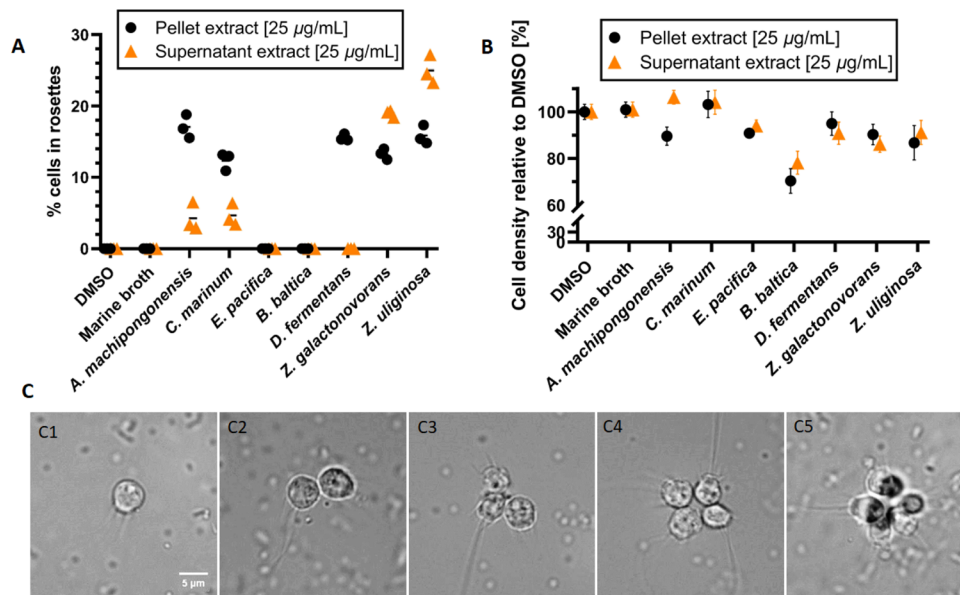 A
Pellet extract [25 µg/mL]
Supernatant extract [25 µg/mL]
% cells in rosettes
30
20
10
0
DMSO
Marine broth
A. machipongonensis
C. marinum
E. pacifica
B. baltica
D. fermentans
Z. galactonovorans
Z. uliginosa
B
Pellet extract [25 µg/mL]
Supernatant extract [25 µg/mL]
Cell density relative to DMSO [%]
100
80
60
30
0
DMSO
Marine broth
A. machipongonensis
C. marinum
E. pacifica
B. baltica
D. fermentans
Z. galactonovorans
Z. uliginosa
C
C1
C2
C3
C4
C5
5 µm